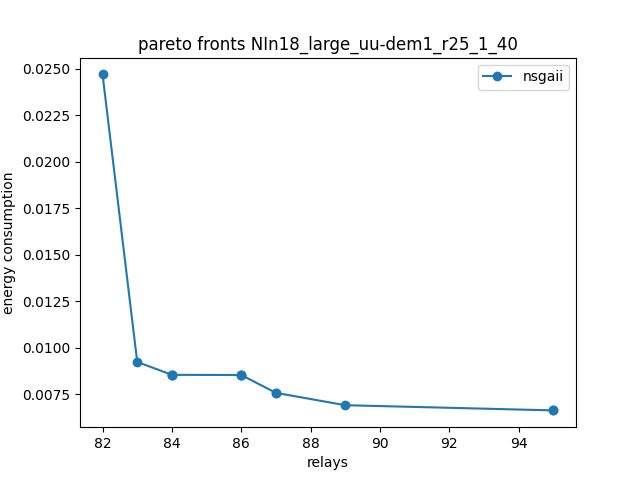 pareto fronts NIn18_large_uu-dem1_r25_1_40
nsgaii
energy consumption
0.0250
0.0225
0.0200
0.0175
0.0150
0.0125
0.0100
0.0075
82 84 86 88 90 92 94
relays